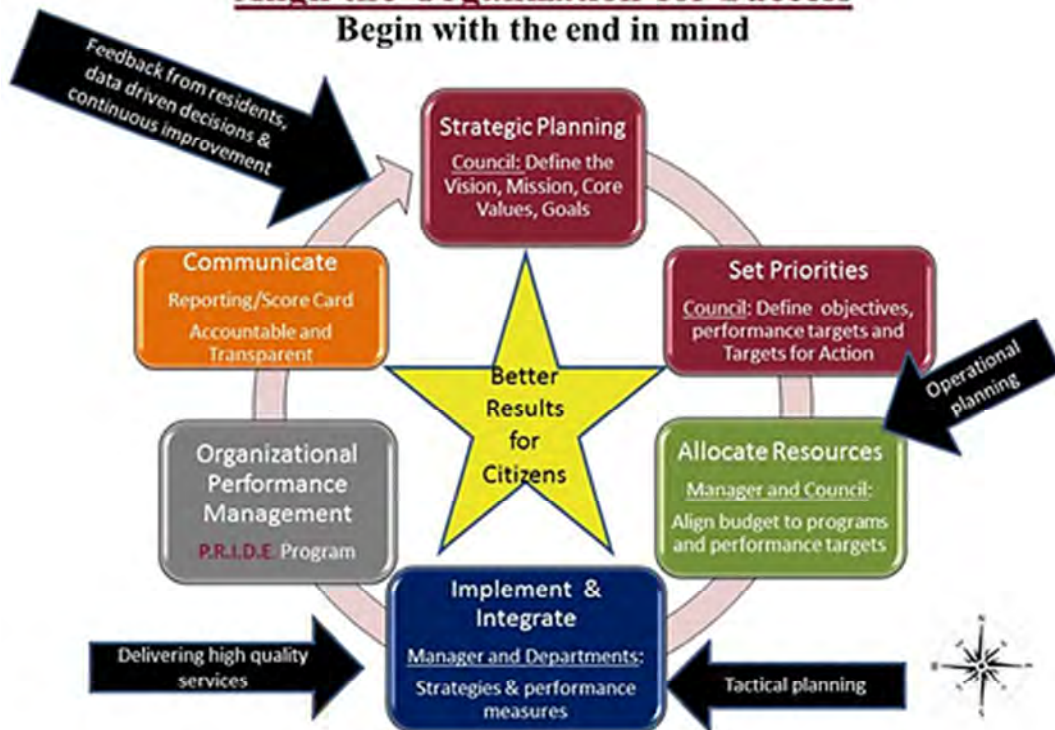 Begin with the end in mind
Feedback from residents,
data driven decisions &
continuous improvement
Strategic Planning
Council: Define the
Vision, Mission, Core
Values, Goals
Communicate
Reporting/Score Card
Accountable and
Transparent
Set Priorities
Council: Define objectives,
performance targets and
Targets for Action
Operational
planning
Better
Results
for
Citizens
Organizational
Performance
Management
P.R.I.D.E. Program
Allocate Resources
Manager and Council:
Align budget to programs
and performance targets
Implement &
Integrate
Manager and Departments:
Strategies & performance
measures
Delivering high quality
services
Tactical planning